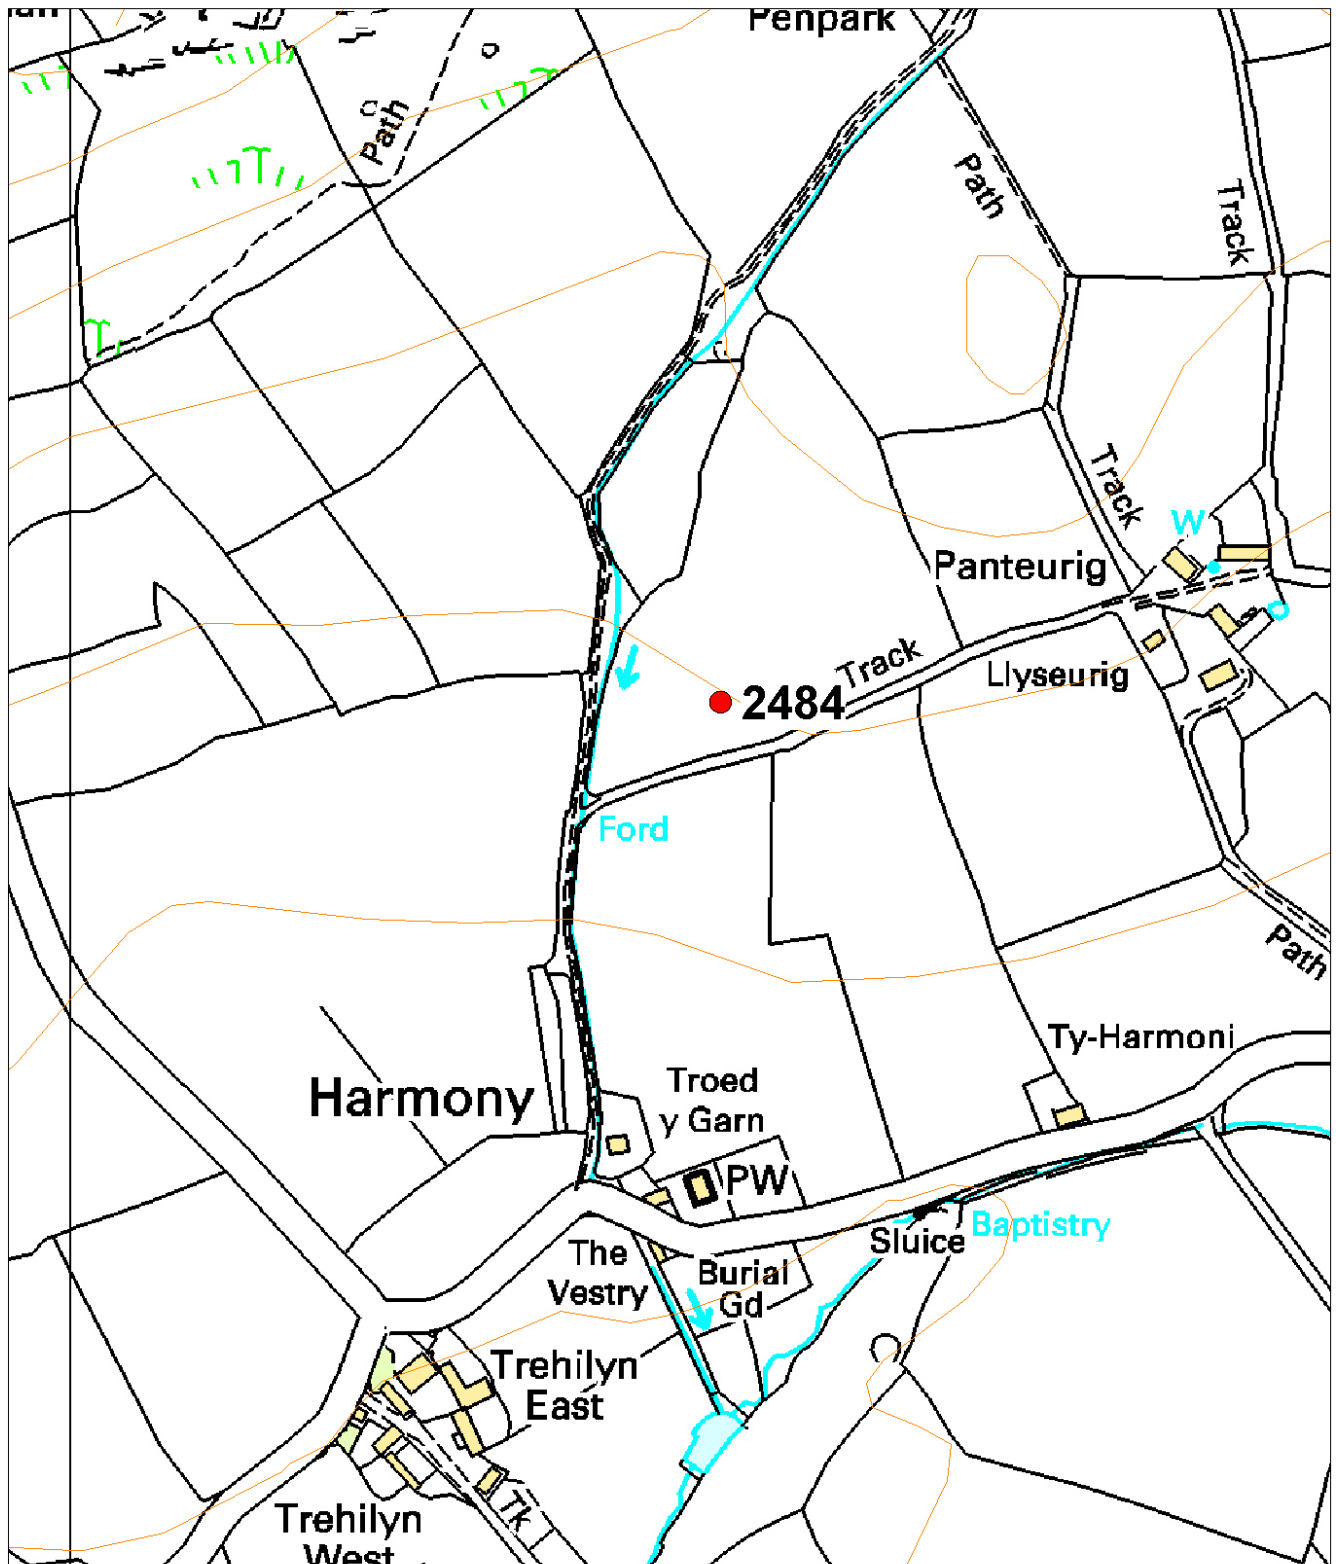 Penpark
Path
Path
Track
Track
W
Panteurig
Track
Llyseurig
2484
Ford
Path
Ty-Harmoni
Harmony
Troed
y Garn
PW
Baptistry
Sluice
The
Vestry
Burial
Gd
Trehilyn
East
Tk
Trehilyn
West